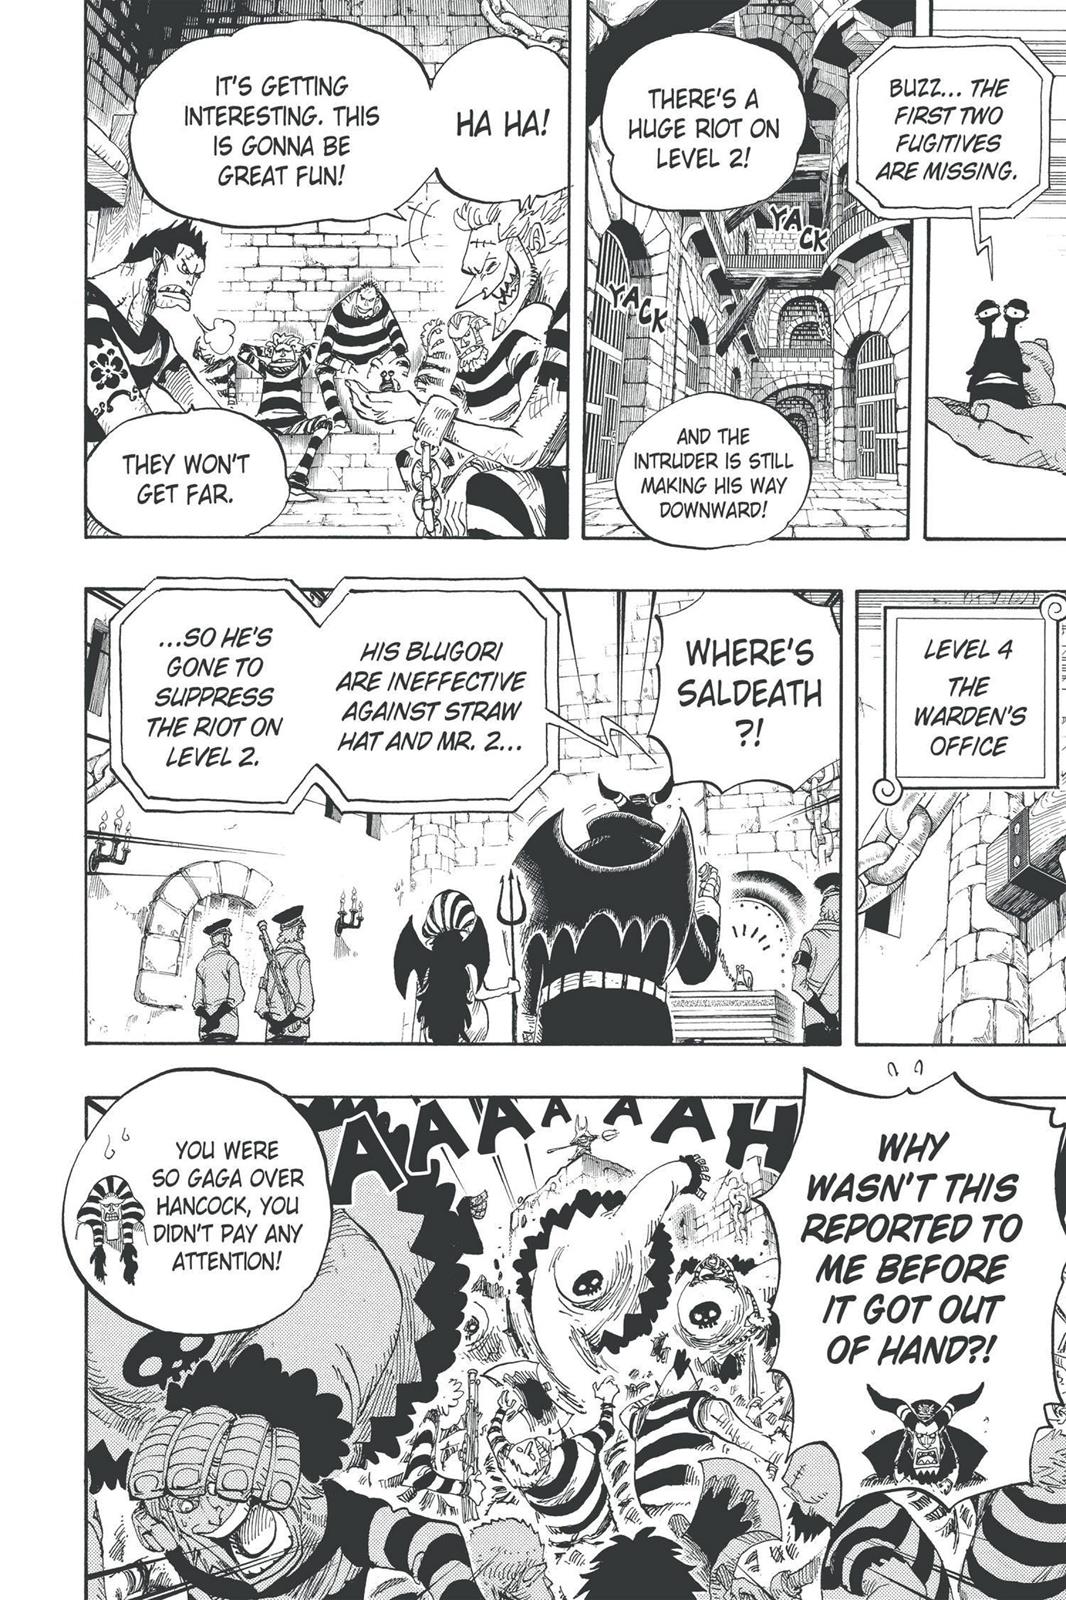 BUZZ... THE
FIRST TWO
FUGITIVES
ARE MISSING.
THERE'S A
HUGE RIOT ON
LEVEL 2!
YACK
YACK
AND THE
INTRUDER IS STILL
MAKING HIS WAY
DOWNWARD!
HA HA!
IT'S GETTING
INTERESTING. THIS
IS GONNA BE
GREAT FUN!
THEY WON'T
GET FAR.
LEVEL 4
THE
WARDEN'S
OFFICE
WHERE'S
SALDEATH
?!
HIS BLUGORI
ARE INEFFECTIVE
AGAINST STRAW
HAT AND MR. 2...
...SO HE'S
GONE TO
SUPPRESS
THE RIOT ON
LEVEL 2.
WHY
WASN'T THIS
REPORTED TO
ME BEFORE
IT GOT OUT
OF HAND?!
AAAAAAH
YOU WERE
SO GAGA OVER
HANCOCK, YOU
DIDN'T PAY ANY
ATTENTION!